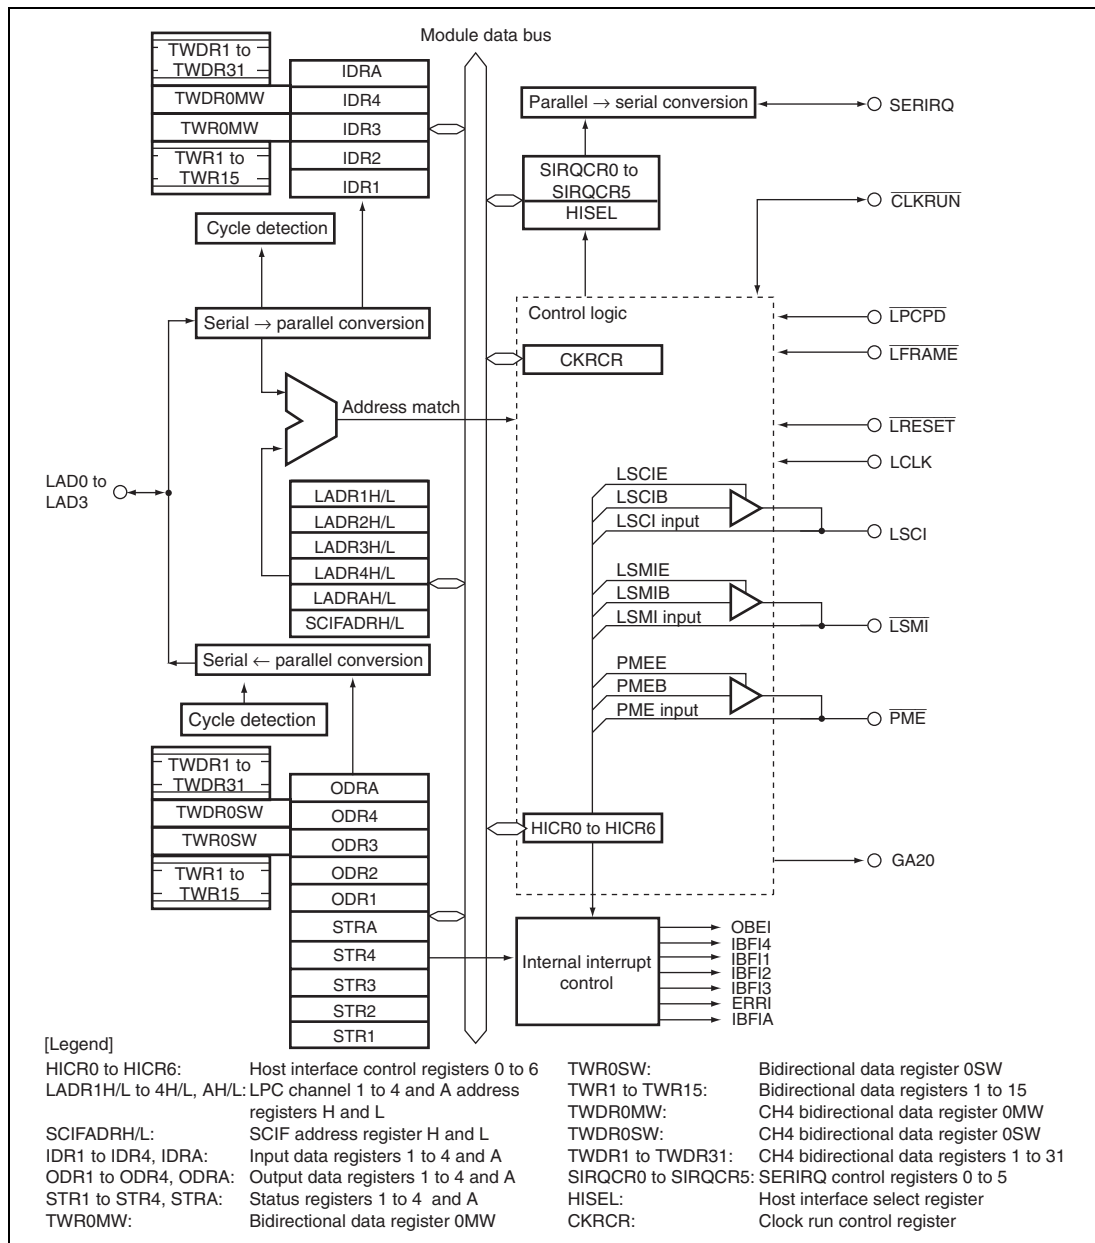 Module data bus
TWDR1 to
TWDR31
TWDR0MW
TWR0MW
TWR1 to
TWR15
IDRA
IDR4
IDR3
IDR2
IDR1
Parallel → serial conversion
SERIRQ
SIRQCR0 to
SIRQCR5
HISEL
CLKRUN
Cycle detection
Serial → parallel conversion
Control logic
LPCPD
LFRAME
CKRCR
Address match
LRESET
LCLK
LAD0 to
LAD3
LADR1H/L
LADR2H/L
LADR3H/L
LADR4H/L
LADRAH/L
SCIFADRH/L
LSCIE
LSCIB
LSCI input
LSCI
LSMIE
LSMIB
LSMI input
LSMI
PMEE
PMEB
PME input
PME
Serial ← parallel conversion
Cycle detection
TWDR1 to
TWDR31
TWDR0SW
TWR0SW
TWR1 to
TWR15
ODRA
ODR4
ODR3
ODR2
ODR1
STRA
STR4
STR3
STR2
STR1
HICR0 to HICR6
GA20
Internal interrupt
control
OBEI
IBFI4
IBFI1
IBFI2
IBFI3
ERRI
IBFIA
[Legend]
HICR0 to HICR6: Host interface control registers 0 to 6
LADR1H/L to 4H/L, AH/L: LPC channel 1 to 4 and A address
registers H and L
SCIFADRH/L: SCIF address register H and L
IDR1 to IDR4, IDRA: Input data registers 1 to 4 and A
ODR1 to ODR4, ODRA: Output data registers 1 to 4 and A
STR1 to STR4, STRA: Status registers 1 to 4 and A
TWR0MW: Bidirectional data register 0MW
TWR0SW: Bidirectional data register 0SW
TWR1 to TWR15: Bidirectional data registers 1 to 15
TWDR0MW: CH4 bidirectional data register 0MW
TWDR0SW: CH4 bidirectional data register 0SW
TWDR1 to TWDR31: CH4 bidirectional data registers 1 to 31
SIRQCR0 to SIRQCR5: SERIRQ control registers 0 to 5
HISEL: Host interface select register
CKRCR: Clock run control register